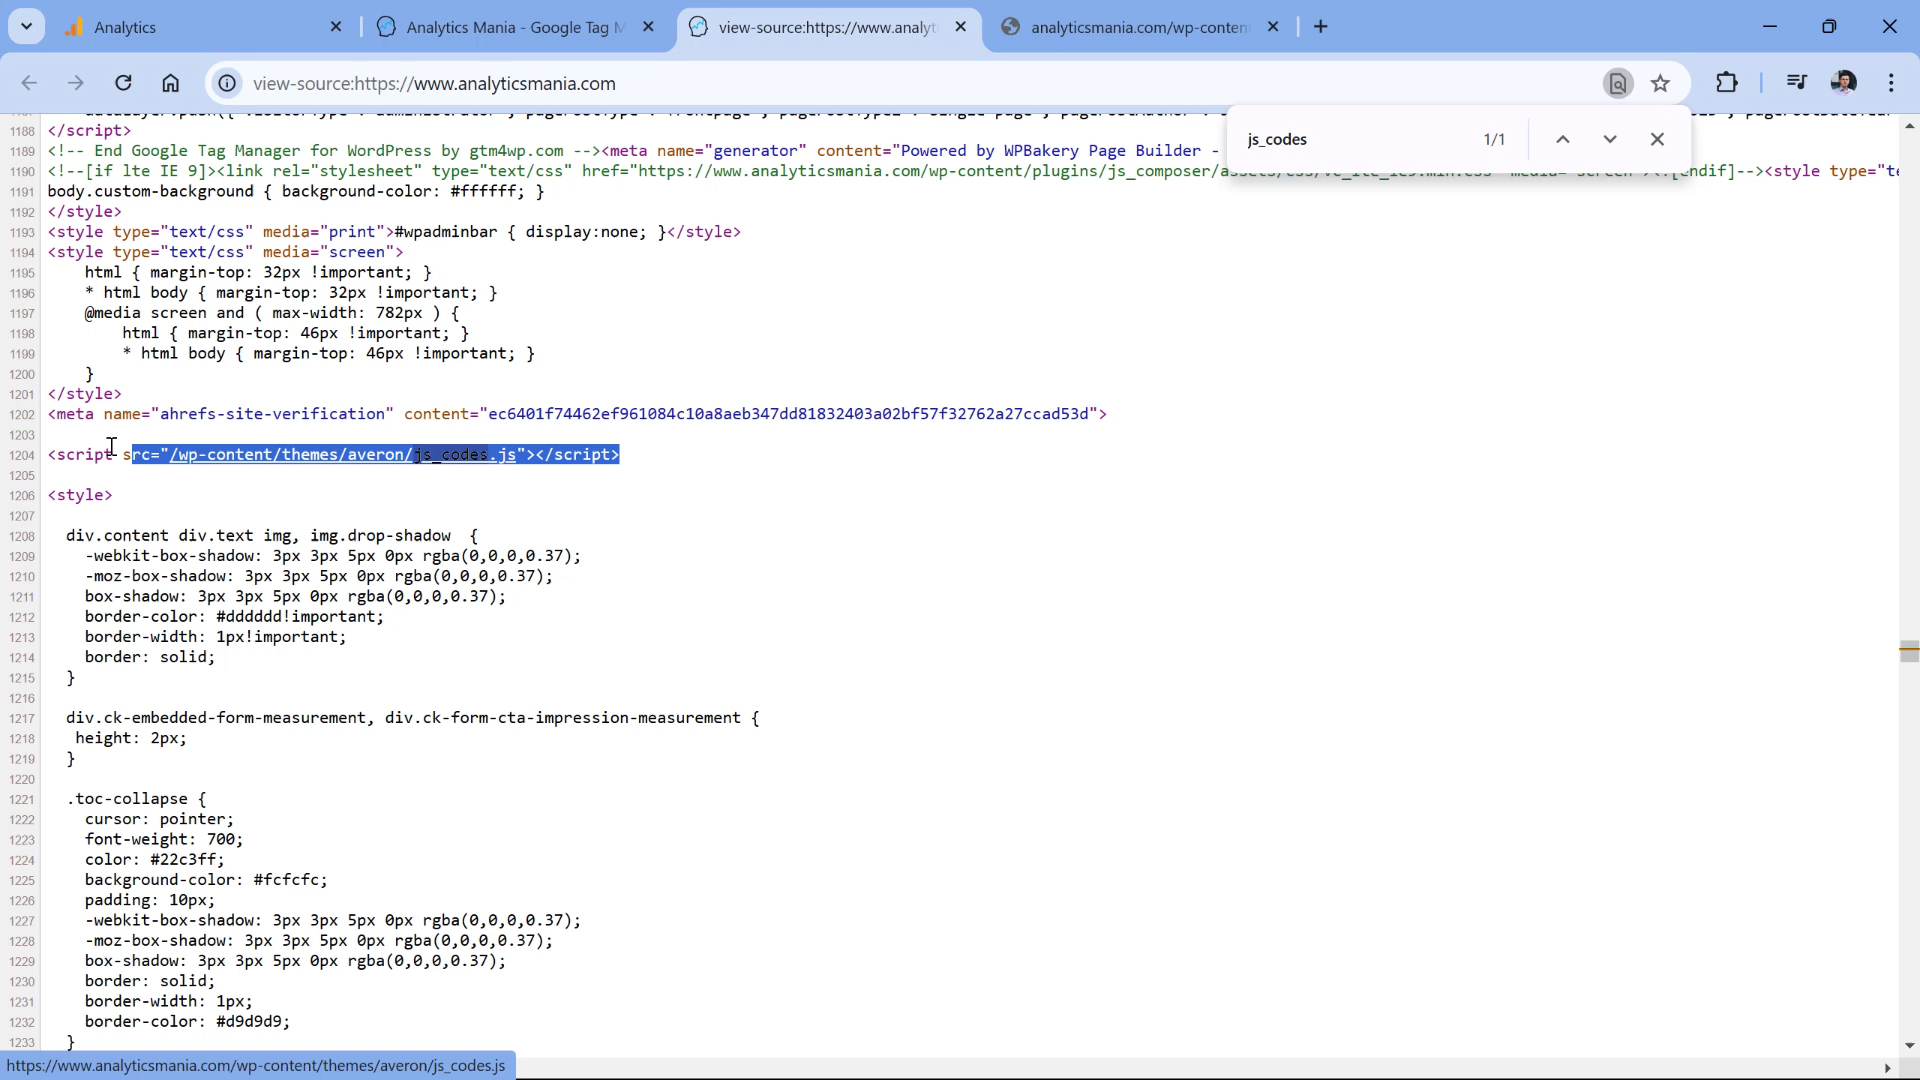 Analytics
Analytics Mania - Google Tag M
view-source:https://www.analyt
analyticsmania.com/wp-conten
view-source:https://www.analyticsmania.com
js_codes
1/1
1188 </script>
1189 <!-- End Google Tag Manager for WordPress by gtm4wp.com --><meta name="generator" content="Powered by WPBakery Page Builder -
1190 <!--[if lte IE 9]><link rel="stylesheet" type="text/css" href="https://www.analyticsmania.com/wp-content/plugins/js_composer/assets/css/vc_lte_ie9.min.css" media="screen"><![endif]--><style type="te
1191 body.custom-background { background-color: #ffffff; }
1192 </style>
1193 <style type="text/css" media="print">#wpadminbar { display:none; }</style>
1194 <style type="text/css" media="screen">
1195 html { margin-top: 32px !important; }
1196 * html body { margin-top: 32px !important; }
1197 @media screen and ( max-width: 782px ) {
1198 html { margin-top: 46px !important; }
1199 * html body { margin-top: 46px !important; }
1200 }
1201 </style>
1202 <meta name="ahrefs-site-verification" content="ec6401f74462ef961084c10a8aeb347dd81832403a02bf57f32762a27ccad53d">
1203
1204 <script src="/wp-content/themes/averon/js_codes.js"></script>
1205
1206 <style>
1207
1208 div.content div.text img, img.drop-shadow {
1209 -webkit-box-shadow: 3px 3px 5px 0px rgba(0,0,0,0.37);
1210 -moz-box-shadow: 3px 3px 5px 0px rgba(0,0,0,0.37);
1211 box-shadow: 3px 3px 5px 0px rgba(0,0,0,0.37);
1212 border-color: #dddddd!important;
1213 border-width: 1px!important;
1214 border: solid;
1215 }
1216
1217 div.ck-embedded-form-measurement, div.ck-form-cta-impression-measurement {
1218 height: 2px;
1219 }
1220
1221 .toc-collapse {
1222 cursor: pointer;
1223 font-weight: 700;
1224 color: #22c3ff;
1225 background-color: #fcfcfc;
1226 padding: 10px;
1227 -webkit-box-shadow: 3px 3px 5px 0px rgba(0,0,0,0.37);
1228 -moz-box-shadow: 3px 3px 5px 0px rgba(0,0,0,0.37);
1229 box-shadow: 3px 3px 5px 0px rgba(0,0,0,0.37);
1230 border: solid;
1231 border-width: 1px;
1232 border-color: #d9d9d9;
1233 }
https://www.analyticsmania.com/wp-content/themes/averon/js_codes.js